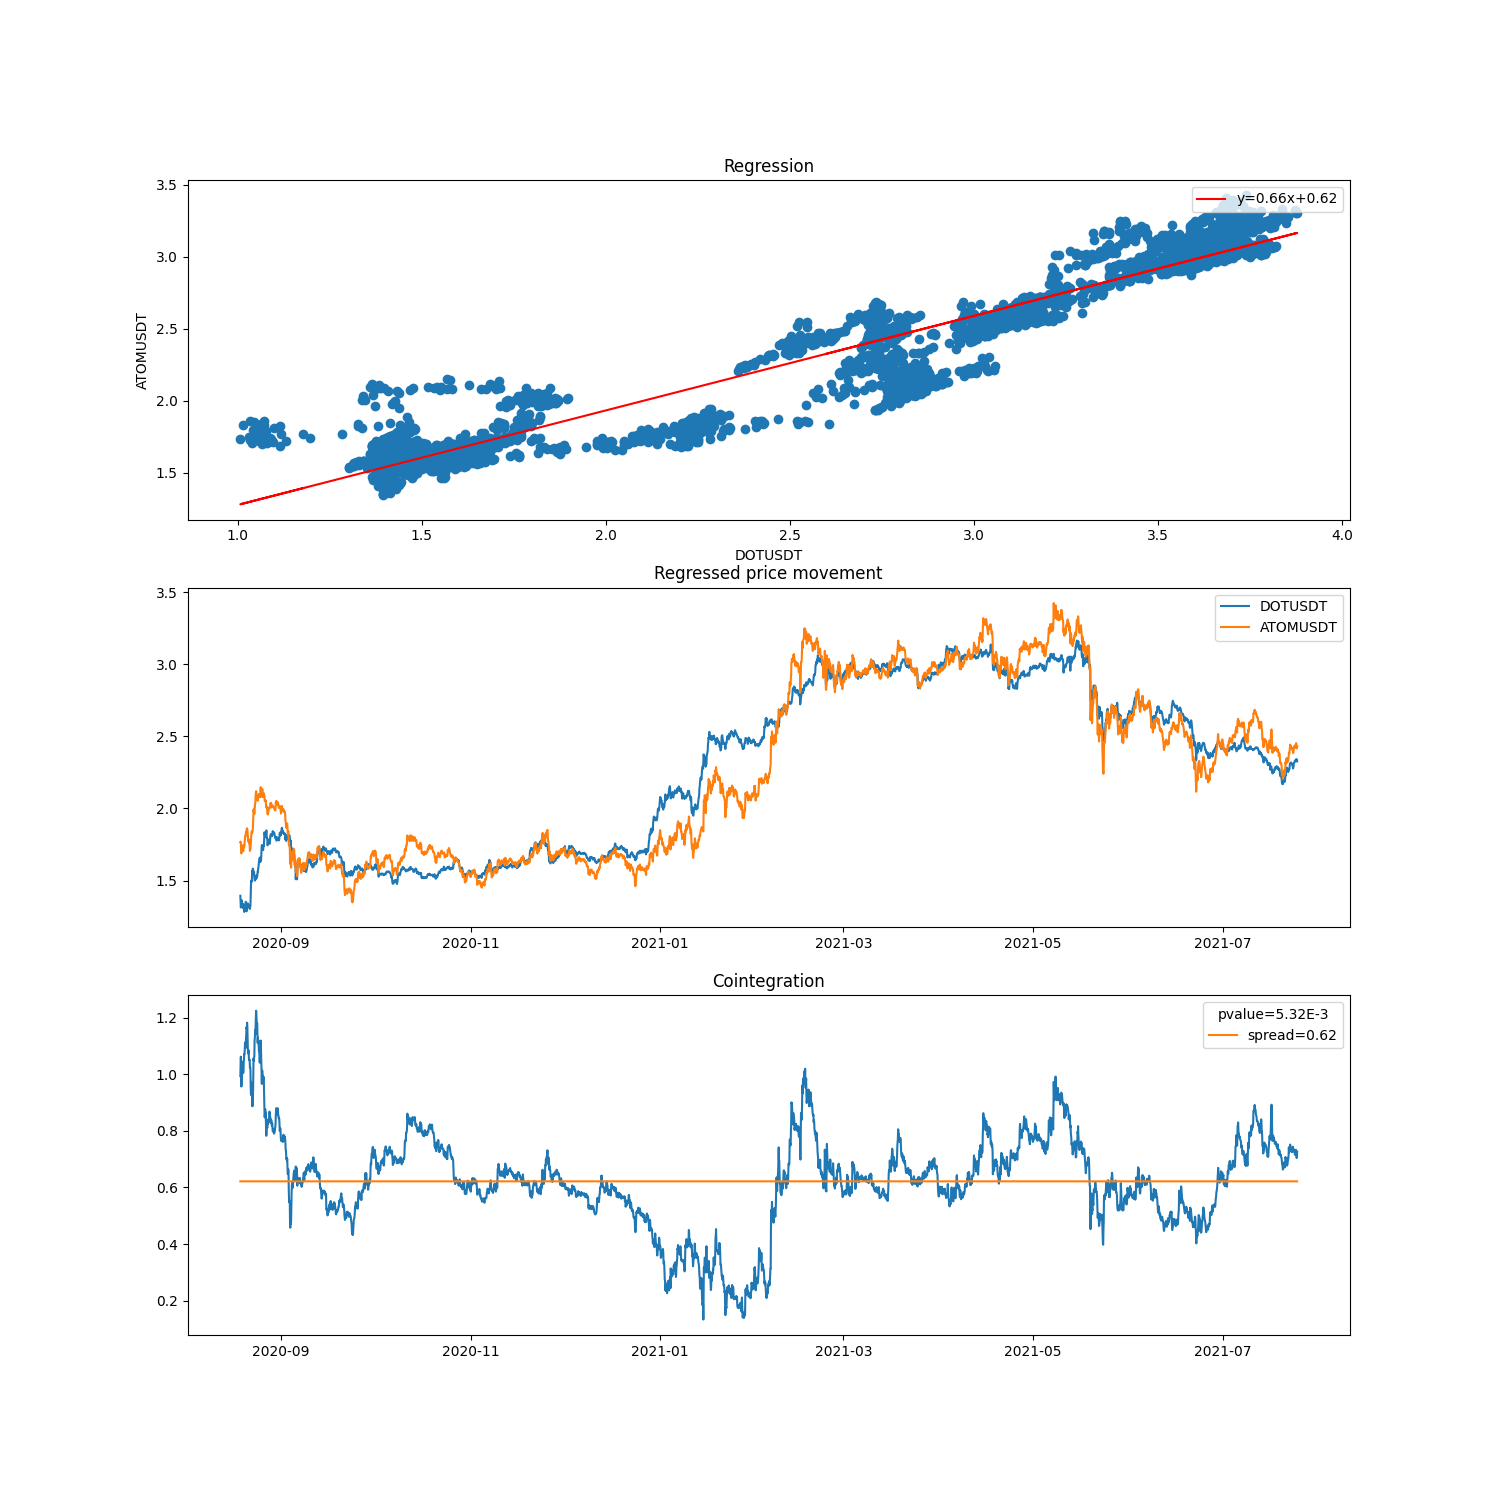 Regression
3.5
3.0
2.5
2.0
1.5
ATOMUSDT
y=0.66x+0.62
1.0 1.5 2.0 2.5 3.0 3.5 4.0
DOTUSDT
Regressed price movement
3.5
3.0
2.5
2.0
1.5
DOTUSDT
ATOMUSDT
2020-09 2020-11 2021-01 2021-03 2021-05 2021-07
Cointegration
1.2
1.0
0.8
0.6
0.4
0.2
pvalue=5.32E-3
spread=0.62
2020-09 2020-11 2021-01 2021-03 2021-05 2021-07